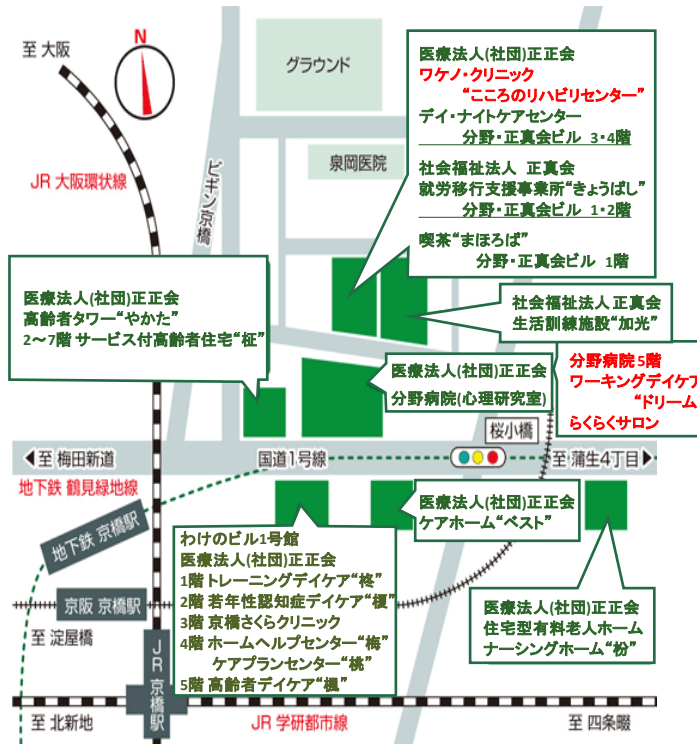 N
至 大阪
グラウンド
泉岡医院
ビギン京橋
JR 大阪環状線
医療法人(社団)正正会
ワケノ・クリニック
“こころのリハビリセンター”
デイ・ナイトケアセンター
分野・正真会ビル 3・4階
社会福祉法人 正真会
就労移行支援事業所“きょうばし”
分野・正真会ビル 1・2階
喫茶“まほろば”
分野・正真会ビル 1階
医療法人(社団)正正会
高齢者タワー“やかた”
2～7階 サービス付高齢者住宅“柾”
社会福祉法人 正真会
生活訓練施設“加光”
医療法人(社団)正正会
分野病院(心理研究室)
分野病院5階
ワーキングデイケア
“ドリーム
らくらくサロン
桜小橋
至 梅田新道
国道1号線
至 蒲生4丁目
地下鉄 鶴見緑地線
地下鉄 京橋駅
医療法人(社団)正正会
ケアホーム“ベスト”
わけのビル1号館
医療法人(社団)正正会
1階 トレーニングデイケア“柊”
2階 若年性認知症デイケア“榎”
3階 京橋さくらクリニック
4階 ホームヘルプセンター“梅”
ケアプランセンター“桃”
5階 高齢者デイケア“楓”
医療法人(社団)正正会
住宅型有料老人ホーム
ナーシングホーム“枌”
京阪 京橋駅
至 淀屋橋
JR 京橋駅
至 北新地
JR 学研都市線
至 四条畷